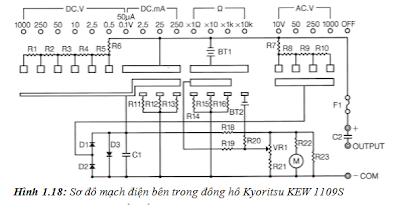 DC.V 50μA DC.mA Ω AC.V
1000 250 50 10 2.5 0.5 0.1V 2.5 25 250 ×1Ω ×10 ×1k ×10k 10V 50 250 1000 OFF
R1 R2 R3 R4 R5 R6 BT1 R7 R8 R9 R10
R11 R12 R13 R15 R16 BT2 F1
R14
+
D1 D3 C1 R18 R20 VR1 R22 C2
OUTPUT
R19 R23
D2 R21 M
- COM
Hình 1.18: Sơ đồ mạch điện bên trong đồng hồ Kyoritsu KEW 1109S